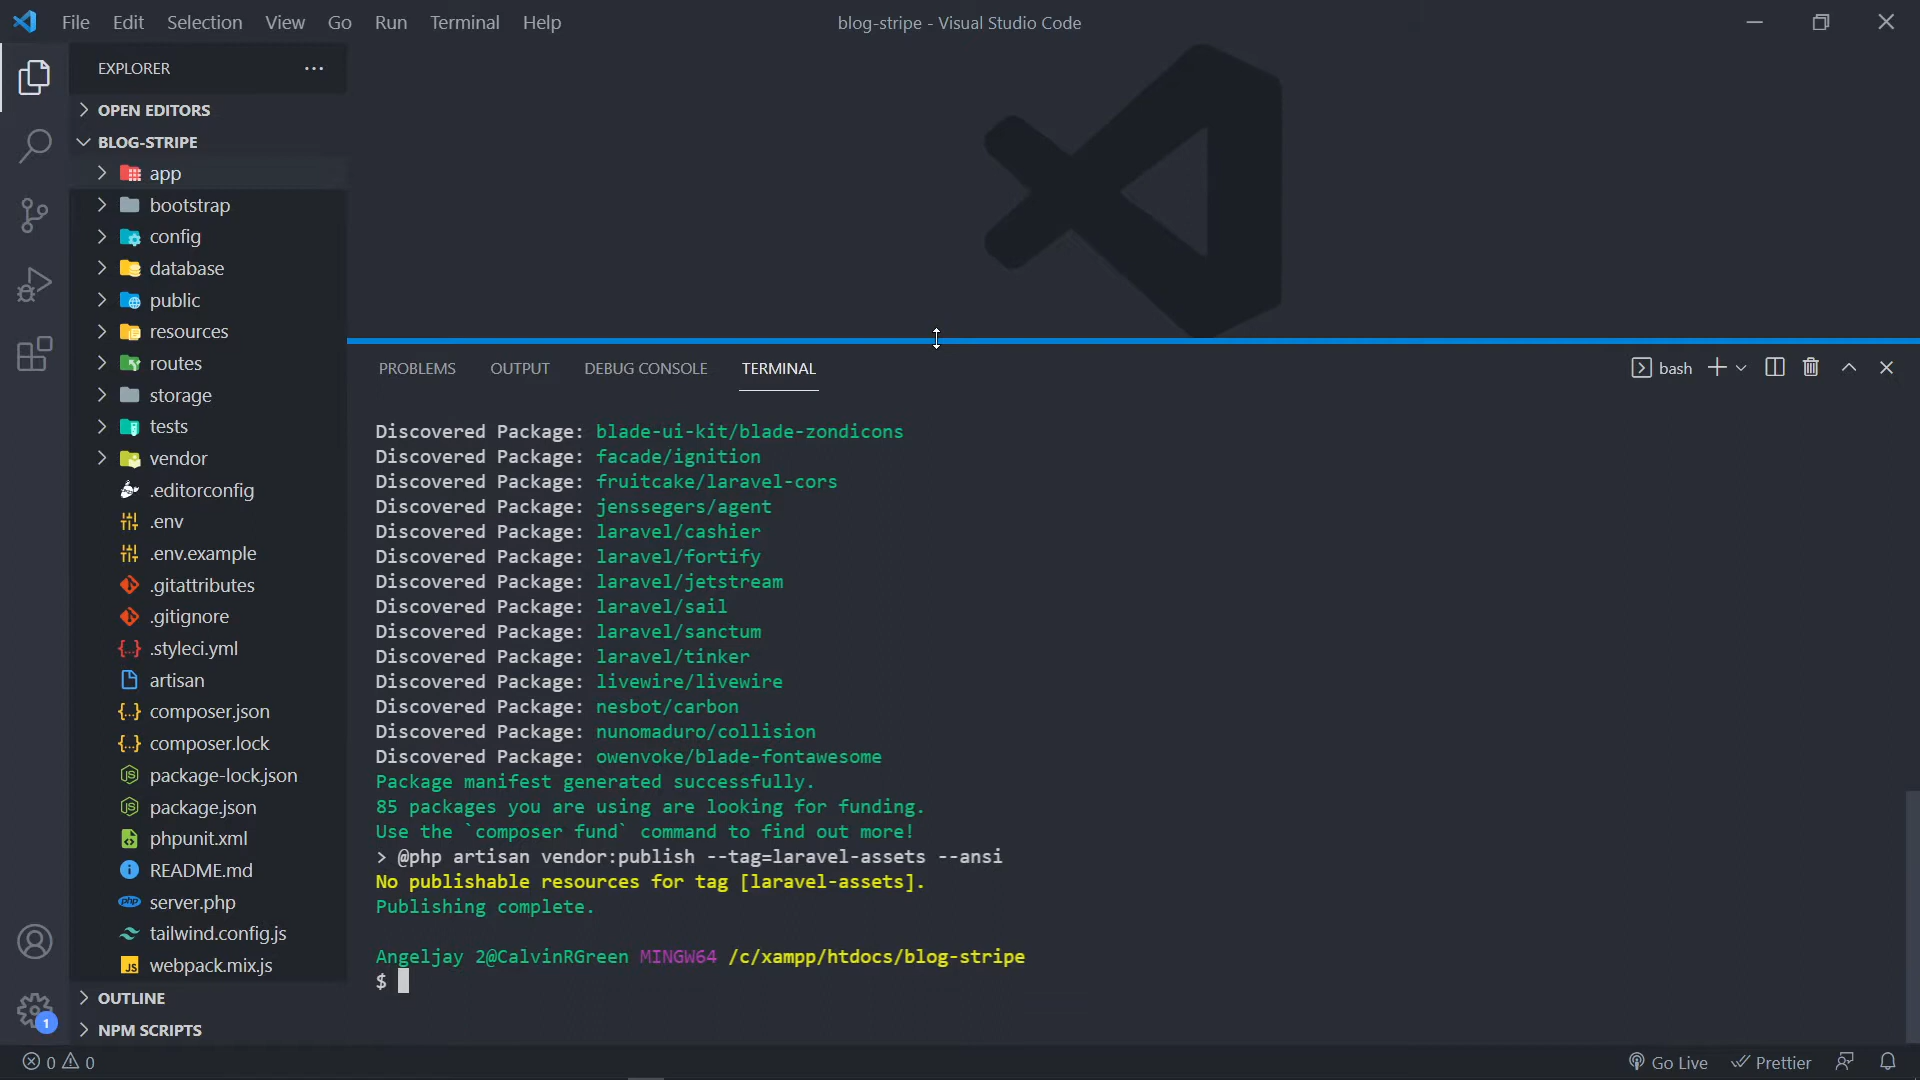 File Edit Selection View Go Run Terminal Help
blog-stripe - Visual Studio Code
EXPLORER
OPEN EDITORS
BLOG-STRIPE
app
bootstrap
config
database
public
resources
routes
storage
tests
vendor
.editorconfig
.env
.env.example
.gitattributes
.gitignore
.styleci.yml
artisan
composer.json
composer.lock
package-lock.json
package.json
phpunit.xml
README.md
server.php
tailwind.config.js
webpack.mix.js
OUTLINE
NPM SCRIPTS
PROBLEMS OUTPUT DEBUG CONSOLE TERMINAL
bash
Discovered Package: blade-ui-kit/blade-zondicons
Discovered Package: facade/ignition
Discovered Package: fruitcake/laravel-cors
Discovered Package: jenssegers/agent
Discovered Package: laravel/cashier
Discovered Package: laravel/fortify
Discovered Package: laravel/jetstream
Discovered Package: laravel/sail
Discovered Package: laravel/sanctum
Discovered Package: laravel/tinker
Discovered Package: livewire/livewire
Discovered Package: nesbot/carbon
Discovered Package: nunomaduro/collision
Discovered Package: owenvoke/blade-fontawesome
Package manifest generated successfully.
85 packages you are using are looking for funding.
Use the `composer fund` command to find out more!
> @php artisan vendor:publish --tag=laravel-assets --ansi
No publishable resources for tag [laravel-assets].
Publishing complete.
Angeljay 2@CalvinRGreen MINGW64 /c/xampp/htdocs/blog-stripe
$
1
0 0
Go Live Prettier